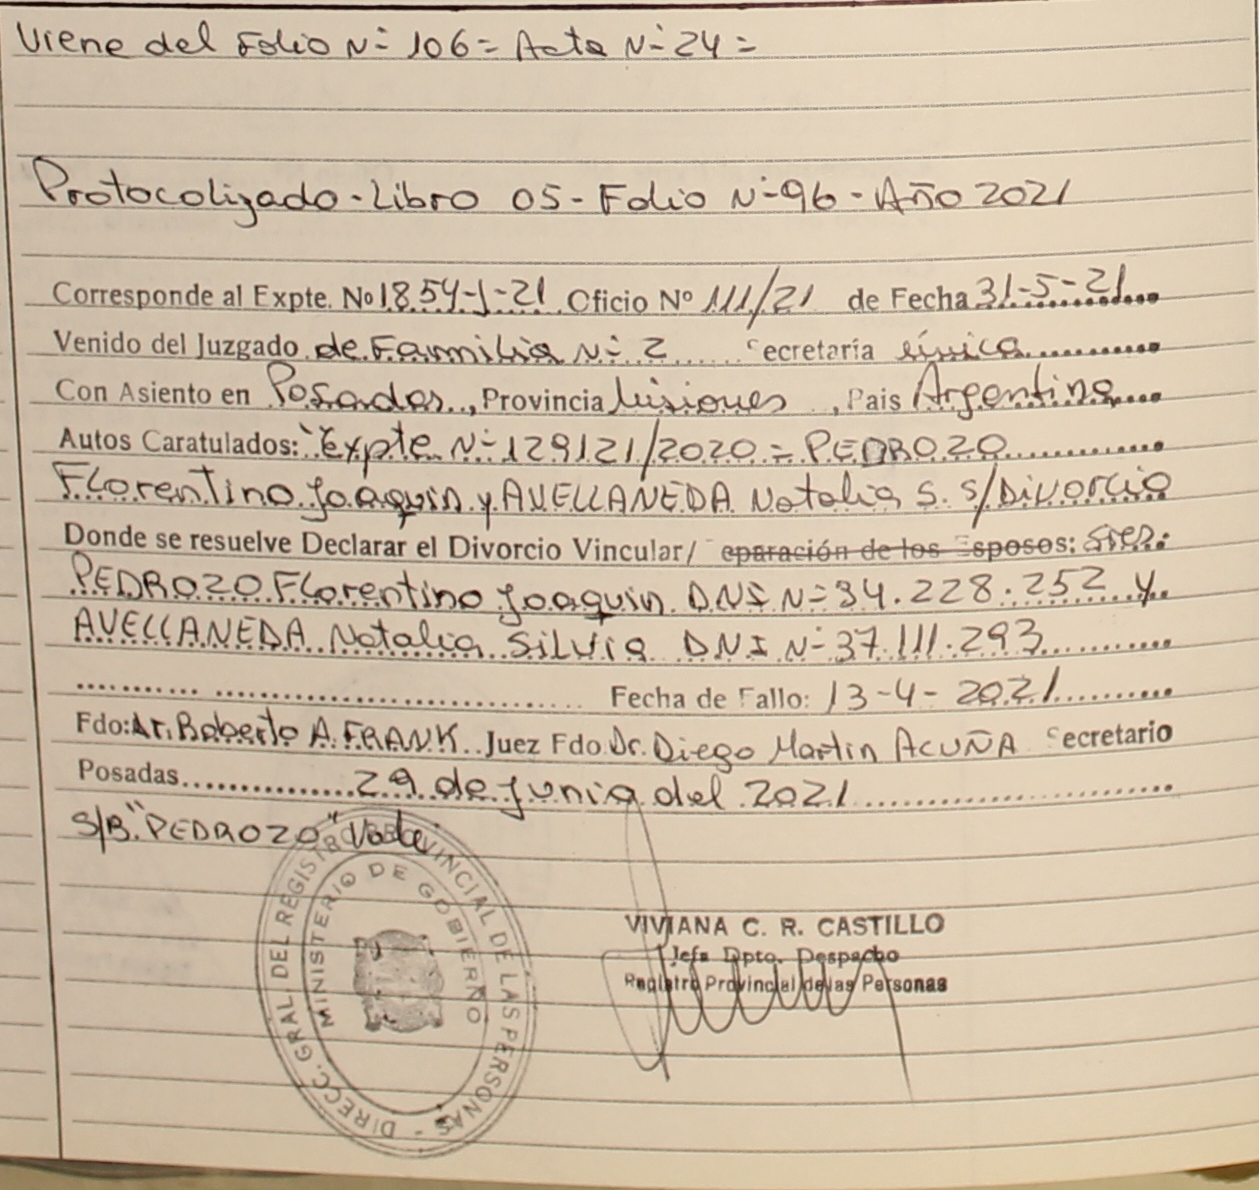 Viene del Folio N= 106= Acta N= 24=
Protocolizado-Libro 05-Folio N=96-Año 2021
Corresponde al Expte. Nº 1854-J-21 Oficio Nº 111/21 de Fecha 31-5-21
Venido del Juzgado de Familia N= 2 Secretaría única
Con Asiento en Posadas, Provincia Misiones, Pais Argentina
Autos Caratulados: "Expte N=129121/2020= PEDROZO
Florentino Joaquin y AVELLANEDA Natalia S. s/Divorcio
Donde se resuelve Declarar el Divorcio Vincular/ Separación de los Esposos: Sres:
PEDROZO Florentino Joaquin DNI N=34.228.252 y
AVELLANEDA Natalia Silvia DNI N=37.111.293
Fecha de Fallo: 13-4-2021
Fdo: Dr. Roberto A. FRANK Juez Fdo. Dr. Diego Martin ACUÑA Secretario
Posadas 29 de Junio del 2021
S/B "PEDROZO" Vale
DIRECC. GRAL. DEL REGISTRO PROVINCIAL DE LAS PERSONAS -
MINISTERIO DE GOBIERNO
VIVIANA C. R. CASTILLO
Jefa Dpto. Despacho
Registro Provincial de las Personas